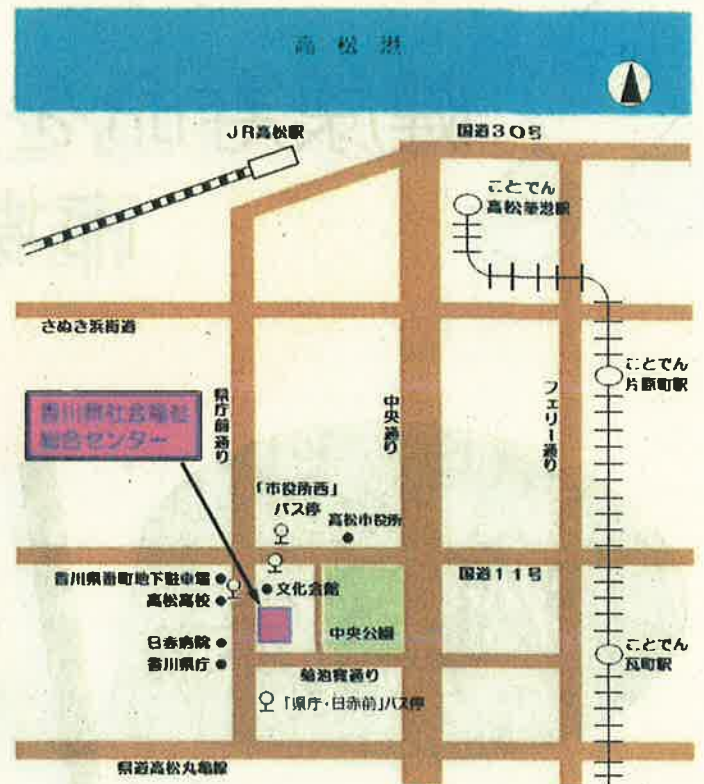 高松港
JR高松駅
国道30号
ことでん
高松築港駅
さぬき浜街道
ことでん
片原町駅
香川県社会福祉
総合センター
県庁前通り
中央通り
フェリー通り
「市役所西」
バス停
高松市役所
香川県番町地下駐車場
高松高校
文化会館
国道11号
中央公園
日赤病院
香川県庁
ことでん
瓦町駅
菊池寛通り
「県庁・日赤前」バス停
県道高松丸亀線